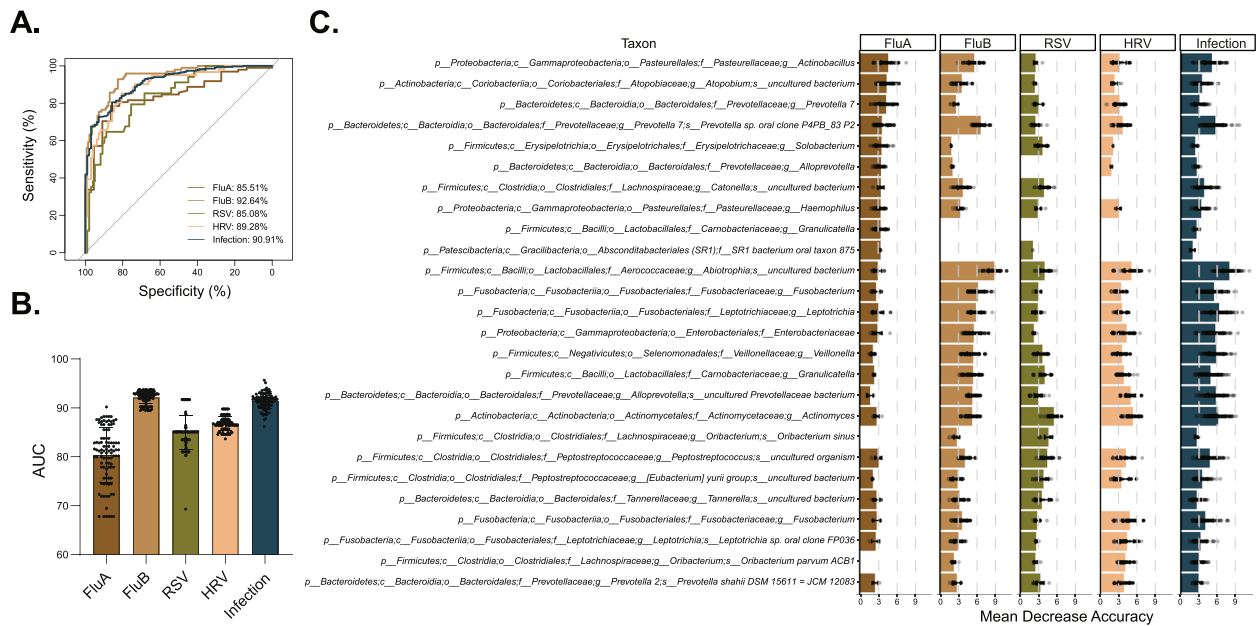 A.
Sensitivity (%)
100
80
60
40
20
0
100 80 60 40 20 0
Specificity (%)
FluA: 85.51%
FluB: 92.64%
RSV: 85.08%
HRV: 89.28%
Infection: 90.91%
B.
AUC
100
90
80
70
60
FluA
FluB
RSV
HRV
Infection
C.
Taxon
FluA FluB RSV HRV Infection
p__Proteobacteria;c__Gammaproteobacteria;o__Pasteurellales;f__Pasteurellaceae;g__Actinobacillus
p__Actinobacteria;c__Coriobacteriia;o__Coriobacteriales;f__Atopobiaceae;g__Atopobium;s__uncultured bacterium
p__Bacteroidetes;c__Bacteroidia;o__Bacteroidales;f__Prevotellaceae;g__Prevotella 7
p__Bacteroidetes;c__Bacteroidia;o__Bacteroidales;f__Prevotellaceae;g__Prevotella 7;s__Prevotella sp. oral clone P4PB_83 P2
p__Firmicutes;c__Erysipelotrichia;o__Erysipelotrichales;f__Erysipelotrichaceae;g__Solobacterium
p__Bacteroidetes;c__Bacteroidia;o__Bacteroidales;f__Prevotellaceae;g__Alloprevotella
p__Firmicutes;c__Clostridia;o__Clostridiales;f__Lachnospiraceae;g__Catonella;s__uncultured bacterium
p__Proteobacteria;c__Gammaproteobacteria;o__Pasteurellales;f__Pasteurellaceae;g__Haemophilus
p__Firmicutes;c__Bacilli;o__Lactobacillales;f__Carnobacteriaceae;g__Granulicatella
p__Patescibacteria;c__Gracilibacteria;o__Absconditabacteriales (SR1);f__SR1 bacterium oral taxon 875
p__Firmicutes;c__Bacilli;o__Lactobacillales;f__Aerococcaceae;g__Abiotrophia;s__uncultured bacterium
p__Fusobacteria;c__Fusobacteriia;o__Fusobacteriales;f__Fusobacteriaceae;g__Fusobacterium
p__Fusobacteria;c__Fusobacteriia;o__Fusobacteriales;f__Leptotrichiaceae;g__Leptotrichia
p__Proteobacteria;c__Gammaproteobacteria;o__Enterobacteriales;f__Enterobacteriaceae
p__Firmicutes;c__Negativicutes;o__Selenomonadales;f__Veillonellaceae;g__Veillonella
p__Firmicutes;c__Bacilli;o__Lactobacillales;f__Carnobacteriaceae;g__Granulicatella
p__Bacteroidetes;c__Bacteroidia;o__Bacteroidales;f__Prevotellaceae;g__Alloprevotella;s__uncultured Prevotellaceae bacterium
p__Actinobacteria;c__Actinobacteria;o__Actinomycetales;f__Actinomycetaceae;g__Actinomyces
p__Firmicutes;c__Clostridia;o__Clostridiales;f__Lachnospiraceae;g__Oribacterium;s__Oribacterium sinus
p__Firmicutes;c__Clostridia;o__Clostridiales;f__Peptostreptococcaceae;g__Peptostreptococcus;s__uncultured organism
p__Firmicutes;c__Clostridia;o__Clostridiales;f__Peptostreptococcaceae;g__[Eubacterium] yurii group;s__uncultured bacterium
p__Bacteroidetes;c__Bacteroidia;o__Bacteroidales;f__Tannerellaceae;g__Tannerella;s__uncultured bacterium
p__Fusobacteria;c__Fusobacteriia;o__Fusobacteriales;f__Fusobacteriaceae;g__Fusobacterium
p__Fusobacteria;c__Fusobacteriia;o__Fusobacteriales;f__Leptotrichiaceae;g__Leptotrichia;s__Leptotrichia sp. oral clone FP036
p__Firmicutes;c__Clostridia;o__Clostridiales;f__Lachnospiraceae;g__Oribacterium;s__Oribacterium parvum ACB1
p__Bacteroidetes;c__Bacteroidia;o__Bacteroidales;f__Prevotellaceae;g__Prevotella 2;s__Prevotella shahii DSM 15611 = JCM 12083
0 3 6 9 0 3 6 9 0 3 6 9 0 3 6 9 0 3 6 9
Mean Decrease Accuracy